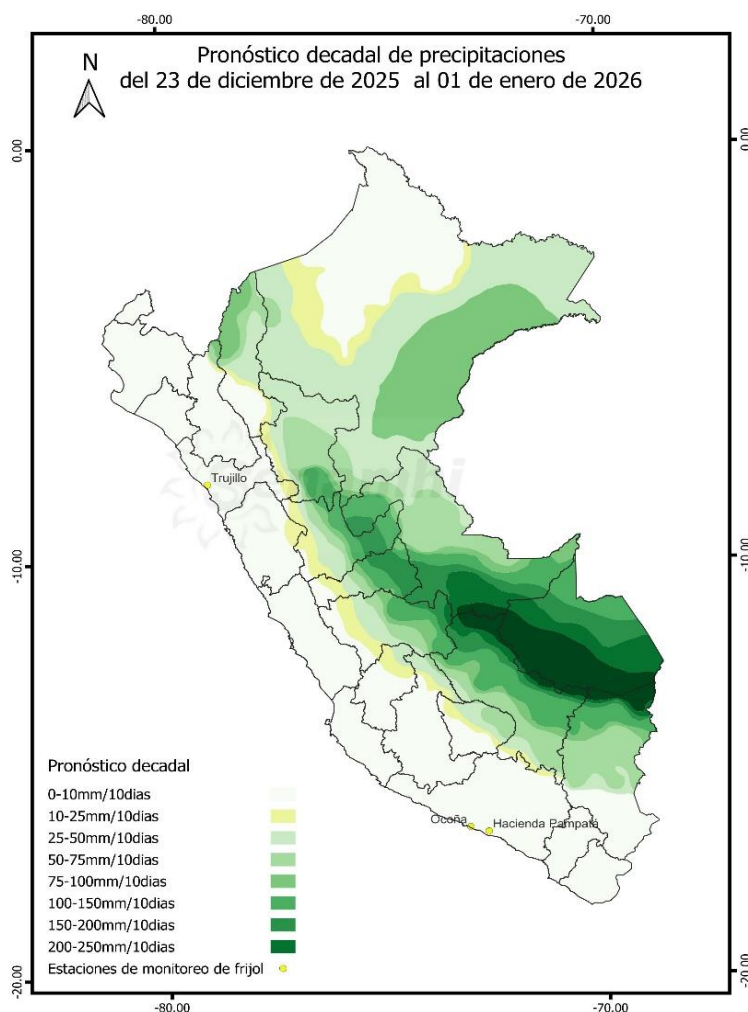 -80.00
-70.00
Pronóstico decadal de precipitaciones
del 23 de diciembre de 2025 al 01 de enero de 2026
N
0.00
0.00
Senamhi
Trujillo
-10.00
-10.00
Ocoña
Hacienda Pampata
Pronóstico decadal
0-10mm/10dias
10-25mm/10dias
25-50mm/10dias
50-75mm/10dias
75-100mm/10dias
100-150mm/10dias
150-200mm/10dias
200-250mm/10dias
Estaciones de monitoreo de frijol
-20.00
-20.00
-80.00
-70.00